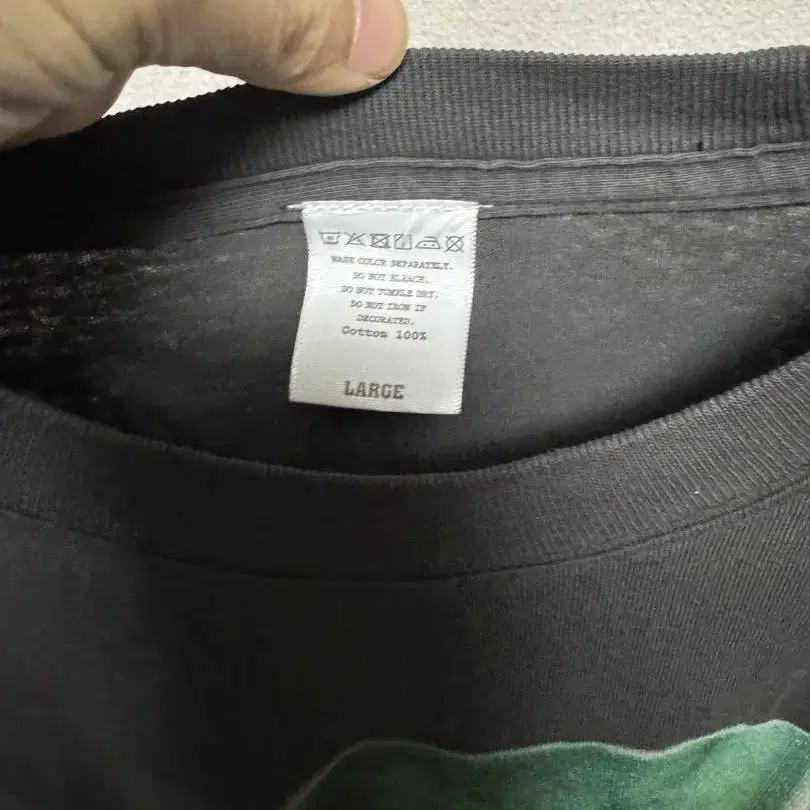 WASH COLOR SEPARATELY.
DO NOT BLEACH.
DO NOT TUMBLE DRY.
DO NOT IRON IF
DECORATED.
Cotton 100%
LARGE